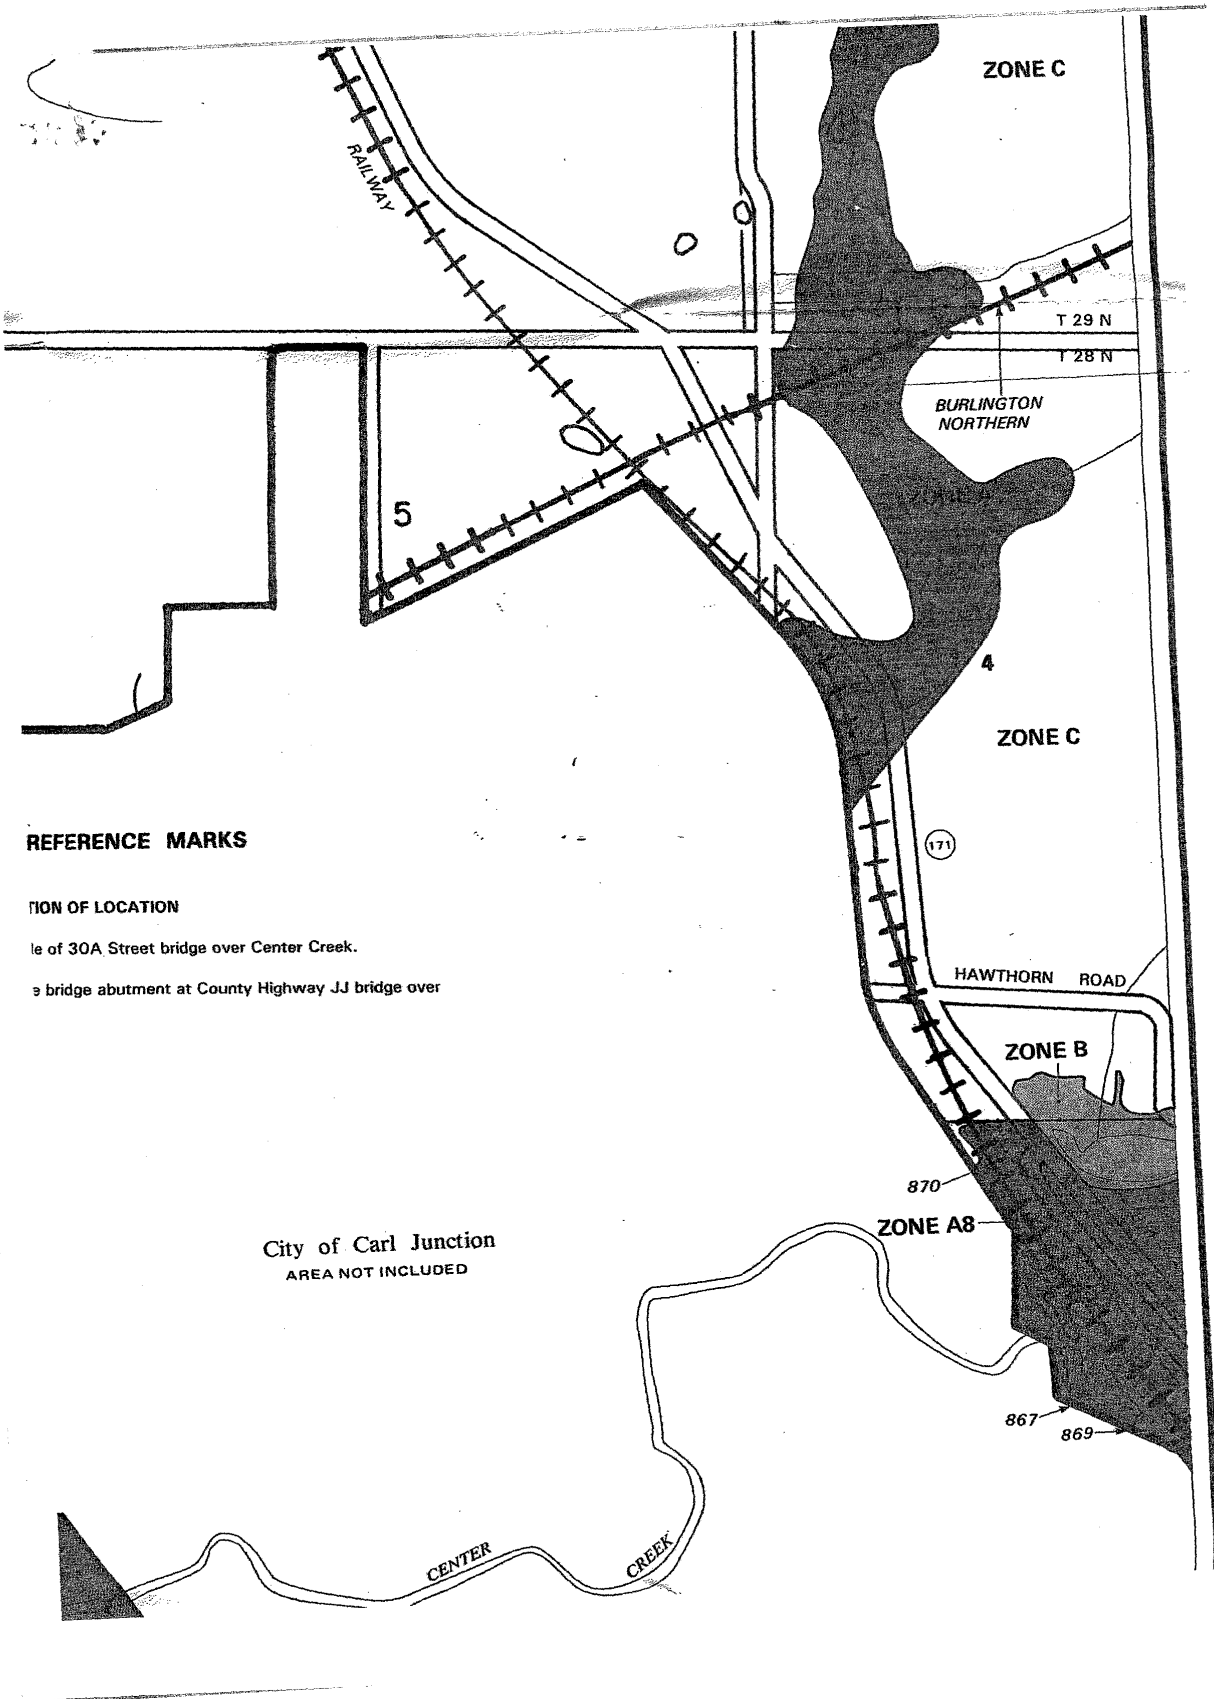 ZONE C
RAILWAY
T 29 N
T 28 N
BURLINGTON
NORTHERN
ZONE A
5
4
ZONE C
REFERENCE MARKS
171
TION OF LOCATION
le of 30A Street bridge over Center Creek.
HAWTHORN ROAD
bridge abutment at County Highway JJ bridge over
ZONE B
870
ZONE A8
City of Carl Junction
AREA NOT INCLUDED
867
869
CENTER CREEK